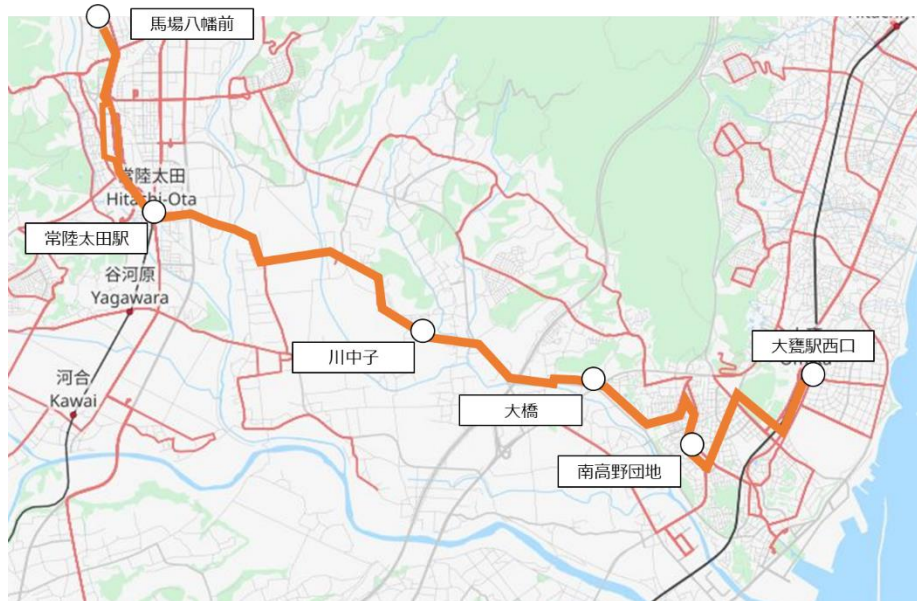 馬場八幡前
常陸太田
Hitachi-Ota
常陸太田駅
谷河原
Yagawara
川中子
大甕駅西口
河合
Kawai
大橋
南高野団地